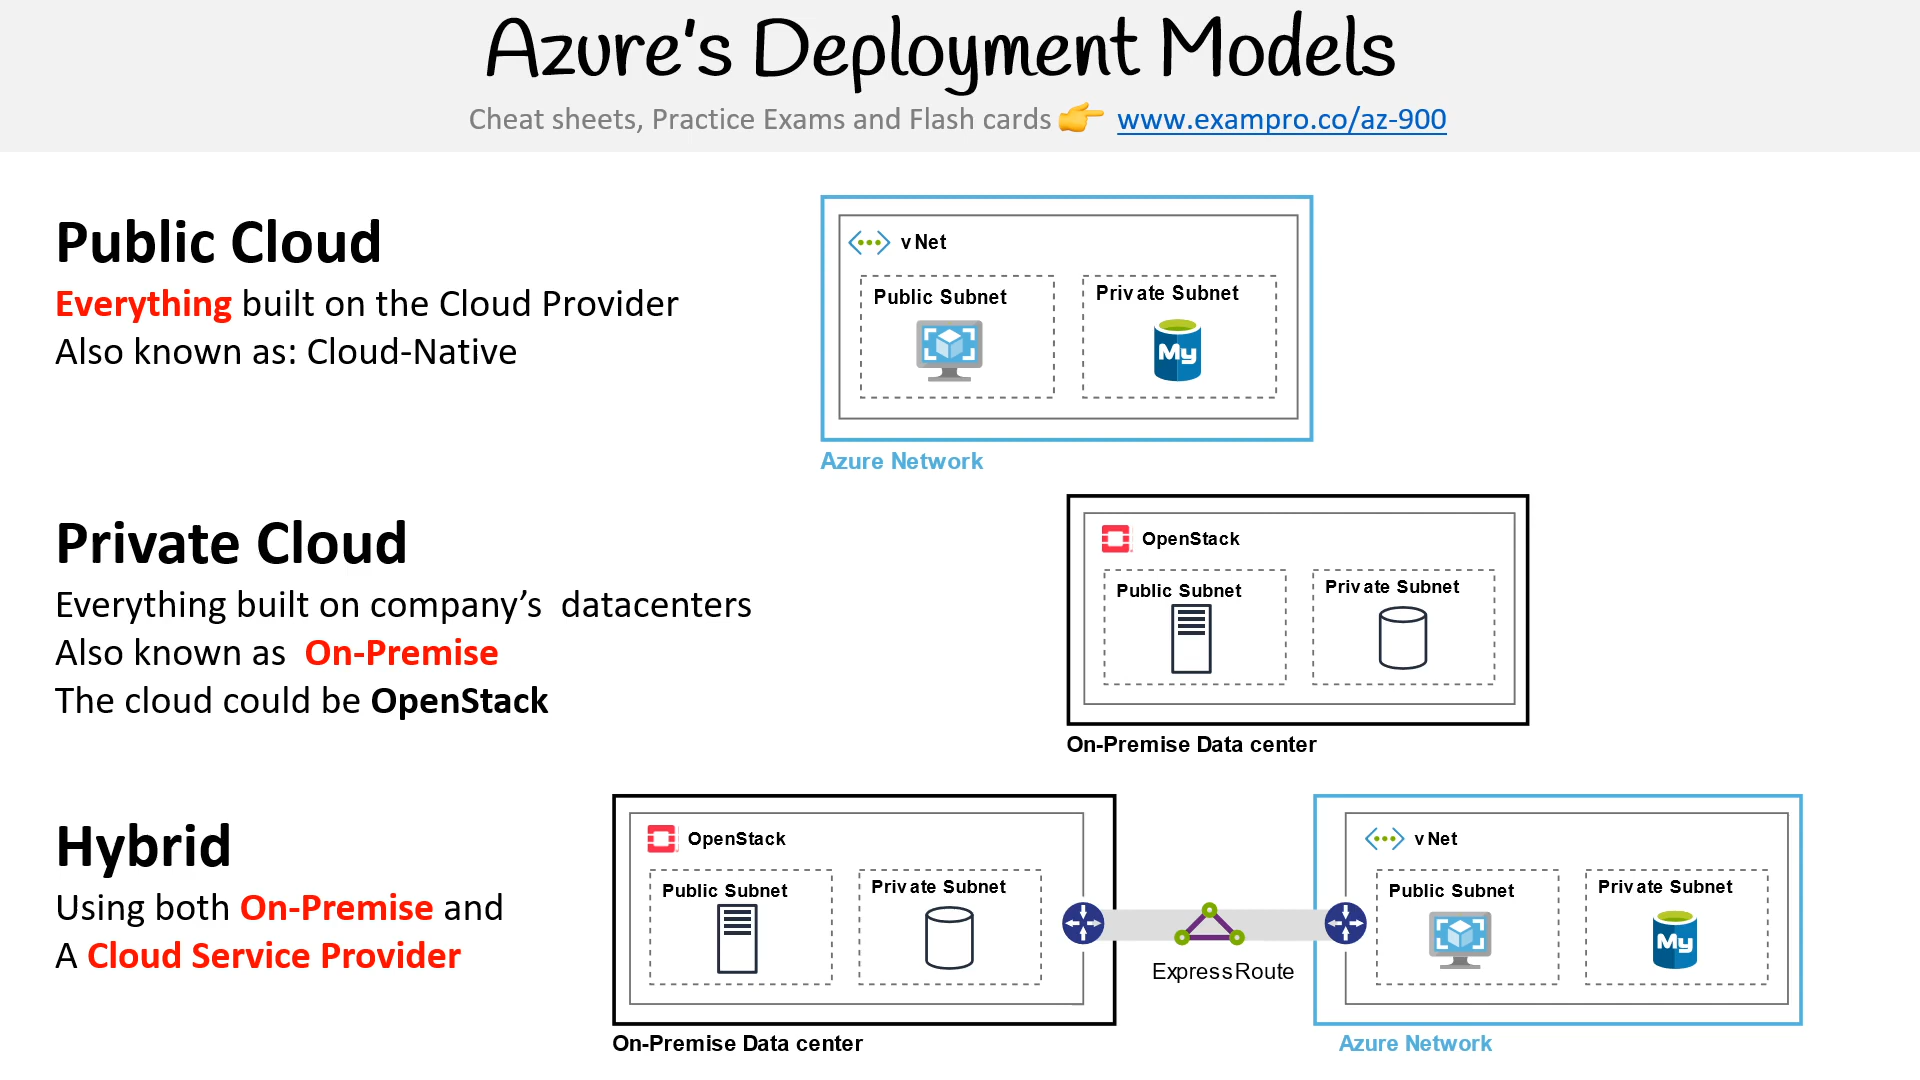 Azure's Deployment Models
Cheat sheets, Practice Exams and Flash cards 👉 www.exampro.co/az-900
Public Cloud
Everything built on the Cloud Provider
Also known as: Cloud-Native
vNet
Public Subnet
Private Subnet
My
Azure Network
Private Cloud
Everything built on company's datacenters
Also known as On-Premise
The cloud could be OpenStack
OpenStack
Public Subnet
Private Subnet
On-Premise Data center
Hybrid
Using both On-Premise and
A Cloud Service Provider
OpenStack
Public Subnet
Private Subnet
On-Premise Data center
ExpressRoute
vNet
Public Subnet
Private Subnet
My
Azure Network